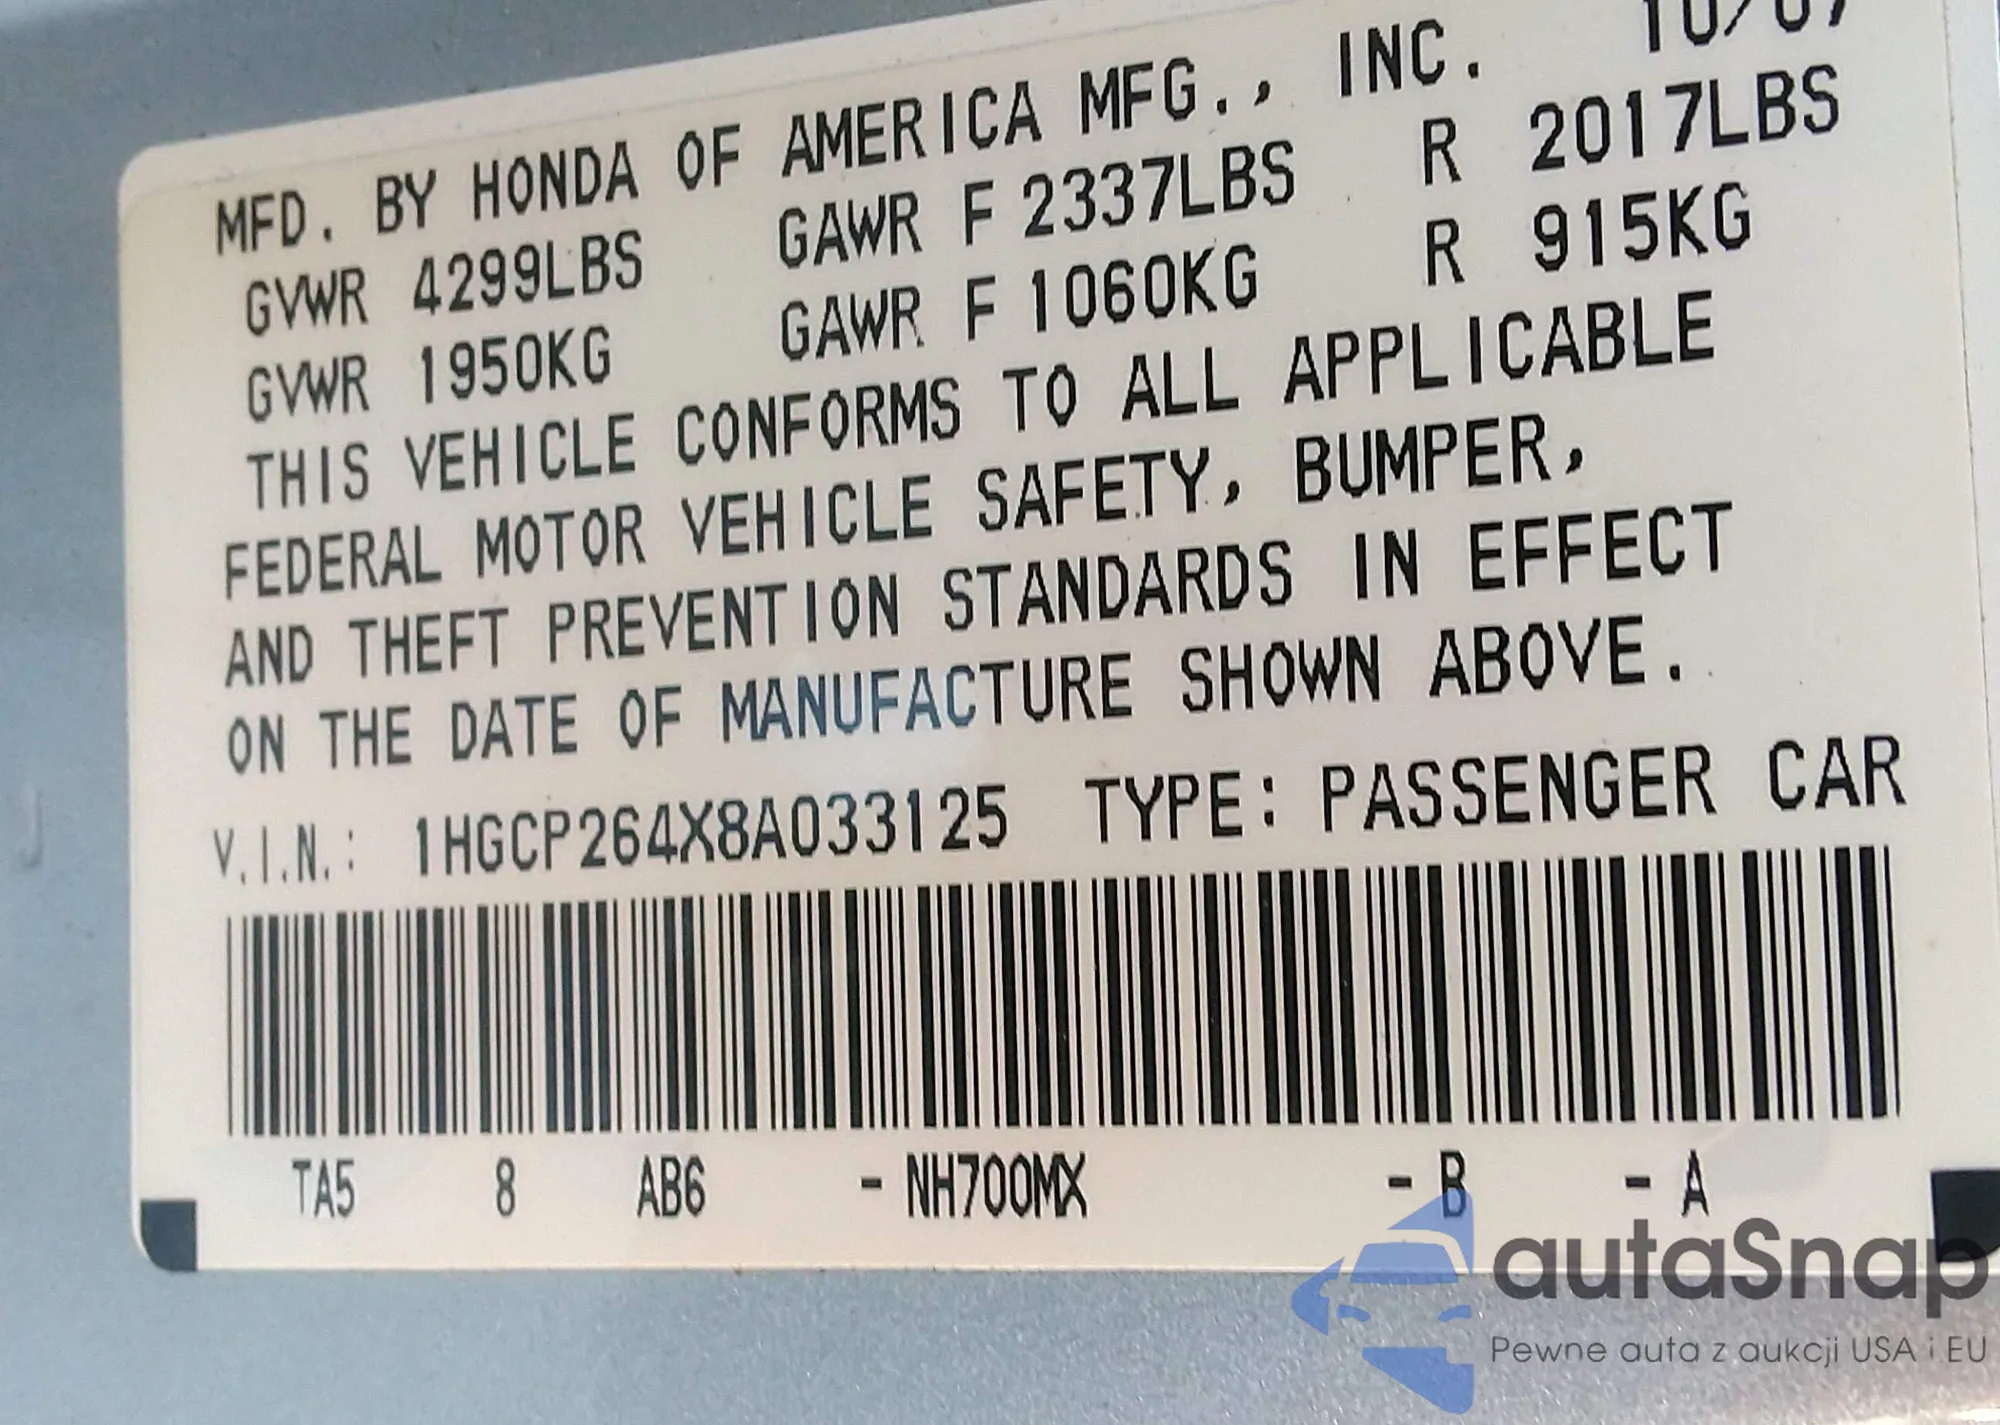 MFD. BY HONDA OF AMERICA MFG., INC. 10/07
GVWR 4299LBS GAWR F 2337LBS R 2017LBS
GVWR 1950KG GAWR F 1060KG R 915KG
THIS VEHICLE CONFORMS TO ALL APPLICABLE
FEDERAL MOTOR VEHICLE SAFETY, BUMPER,
AND THEFT PREVENTION STANDARDS IN EFFECT
ON THE DATE OF MANUFACTURE SHOWN ABOVE.
V.I.N.: 1HGCP264X8A033125 TYPE: PASSENGER CAR
TA5 8 AB6 - NH700MX - B - A
autaSnap
Pewne auta z aukcji USA i EU